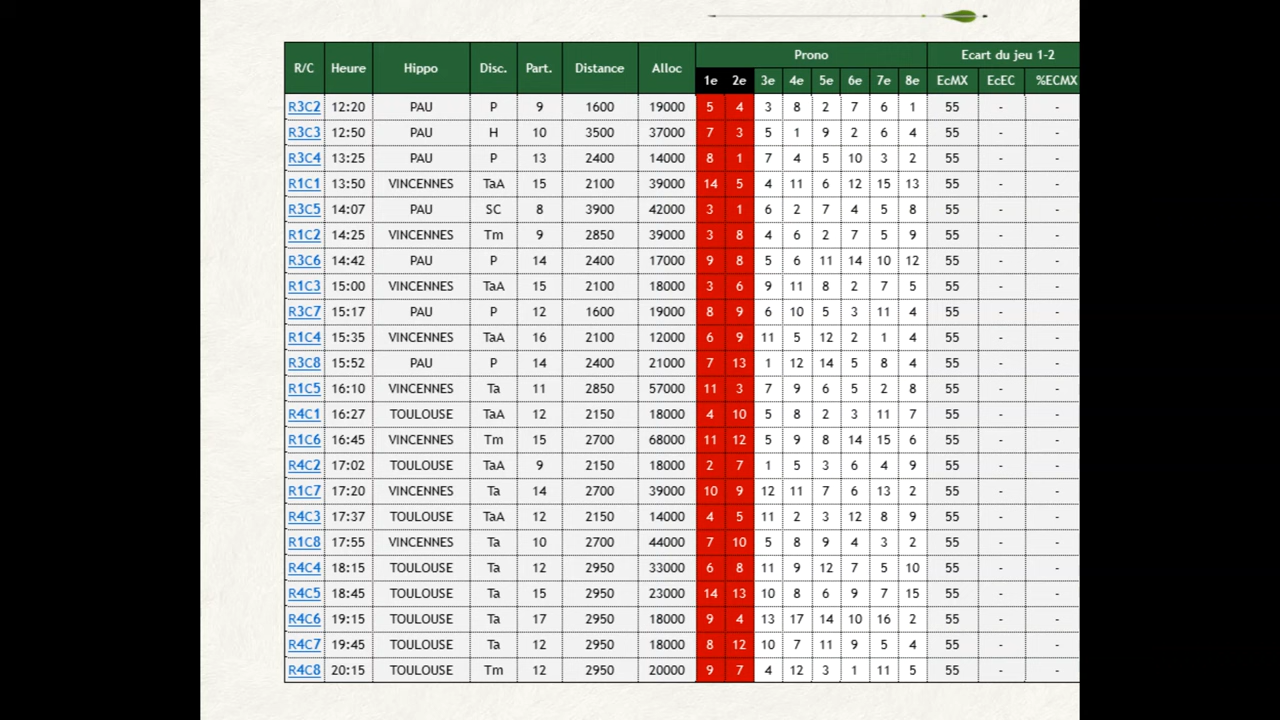 R/C Heure Hippo Disc. Part. Distance Alloc Prono Ecart du jeu 1-2
1e 2e 3e 4e 5e 6e 7e 8e EcMX EcEC %ECMX
R3C2 12:20 PAU P 9 1600 19000 5 4 3 8 2 7 6 1 55 - -
R3C3 12:50 PAU H 10 3500 37000 7 3 5 1 9 2 6 4 55 - -
R3C4 13:25 PAU P 13 2400 14000 8 1 7 4 5 10 3 2 55 - -
R1C1 13:50 VINCENNES TaA 15 2100 39000 14 5 4 11 6 12 15 13 55 - -
R3C5 14:07 PAU SC 8 3900 42000 3 1 6 2 7 4 5 8 55 - -
R1C2 14:25 VINCENNES Tm 9 2850 39000 3 8 4 6 2 7 5 9 55 - -
R3C6 14:42 PAU P 14 2400 17000 9 8 5 6 11 14 10 12 55 - -
R1C3 15:00 VINCENNES TaA 15 2100 18000 3 6 9 11 8 2 7 5 55 - -
R3C7 15:17 PAU P 12 1600 19000 8 9 6 10 5 3 11 4 55 - -
R1C4 15:35 VINCENNES TaA 16 2100 12000 6 9 11 5 12 2 1 4 55 - -
R3C8 15:52 PAU P 14 2400 21000 7 13 1 12 14 5 8 4 55 - -
R1C5 16:10 VINCENNES Ta 11 2850 57000 11 3 7 9 6 5 2 8 55 - -
R4C1 16:27 TOULOUSE TaA 12 2150 18000 4 10 5 8 2 3 11 7 55 - -
R1C6 16:45 VINCENNES Tm 15 2700 68000 11 12 5 9 8 14 15 6 55 - -
R4C2 17:02 TOULOUSE TaA 9 2150 18000 2 7 1 5 3 6 4 9 55 - -
R1C7 17:20 VINCENNES Ta 14 2700 39000 10 9 12 11 7 6 13 2 55 - -
R4C3 17:37 TOULOUSE TaA 12 2150 14000 4 5 11 2 3 12 8 9 55 - -
R1C8 17:55 VINCENNES Ta 10 2700 44000 7 10 5 8 9 4 3 2 55 - -
R4C4 18:15 TOULOUSE Ta 12 2950 33000 6 8 11 9 12 7 5 10 55 - -
R4C5 18:45 TOULOUSE Ta 15 2950 23000 14 13 10 8 6 9 7 15 55 - -
R4C6 19:15 TOULOUSE Ta 17 2950 18000 9 4 13 17 14 10 16 2 55 - -
R4C7 19:45 TOULOUSE Ta 12 2950 18000 8 12 10 7 11 9 5 4 55 - -
R4C8 20:15 TOULOUSE Tm 12 2950 20000 9 7 4 12 3 1 11 5 55 - -